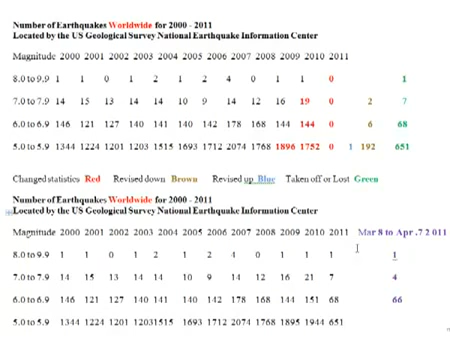 Number of Earthquakes Worldwide for 2000 - 2011
Located by the US Geological Survey National Earthquake Information Center
Magnitude 2000 2001 2002 2003 2004 2005 2006 2007 2008 2009 2010 2011
8.0 to 9.9 1 1 0 1 2 1 2 4 0 1 1 0 1
7.0 to 7.9 14 15 13 14 14 10 9 14 12 16 19 0 2 7
6.0 to 6.9 146 121 127 140 141 140 142 178 168 144 144 0 6 68
5.0 to 5.9 1344 1224 1201 1203 1515 1693 1712 2074 1768 1896 1752 0 1 192 651
Changed statistics Red Revised down Brown Revised up Blue Taken off or Lost Green
Number of Earthquakes Worldwide for 2000 - 2011
Located by the US Geological Survey National Earthquake Information Center
Magnitude 2000 2001 2002 2003 2004 2005 2006 2007 2008 2009 2010 2011 Mar 8 to Apr .7 2 011
8.0 to 9.9 1 1 0 1 2 1 2 4 0 1 1 1 1
7.0 to 7.9 14 15 13 14 14 10 9 14 12 16 21 7 4
6.0 to 6.9 146 121 127 140 141 140 142 178 168 144 151 68 66
5.0 to 5.9 1344 1224 1201 12031515 1693 1712 2074 1768 1895 1944 651